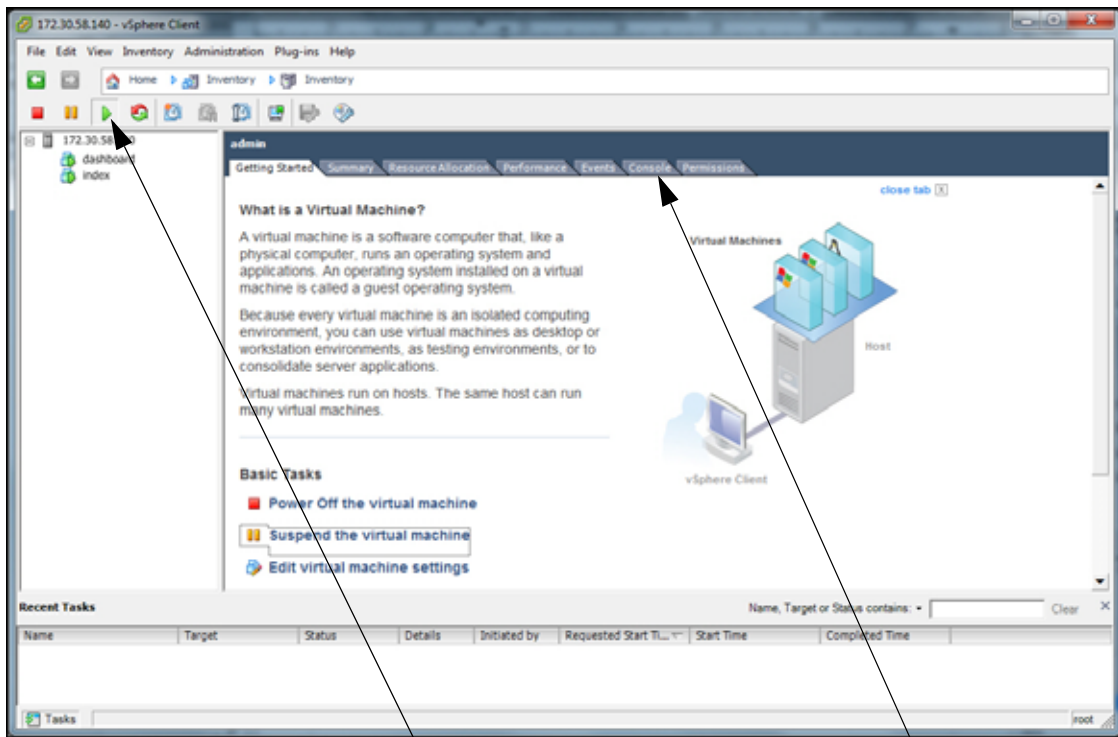 172.30.58.140 - vSphere Client
File Edit View Inventory Administration Plug-ins Help
Home Inventory Inventory
172.30.58
dashboard
index
admin
Getting Started Summary Resource Allocation Performance Events Console Permissions
close tab X
What is a Virtual Machine?
A virtual machine is a software computer that, like a
physical computer, runs an operating system and
applications. An operating system installed on a virtual
machine is called a guest operating system.
Because every virtual machine is an isolated computing
environment, you can use virtual machines as desktop or
workstation environments, as testing environments, or to
consolidate server applications.
Virtual machines run on hosts. The same host can run
many virtual machines.
Virtual Machines
Host
vSphere Client
Basic Tasks
Power Off the virtual machine
Suspend the virtual machine
Edit virtual machine settings
Recent Tasks
Name, Target or Status contains:
Clear
Name Target Status Details Initiated by Requested Start Ti... Start Time Completed Time
Tasks
root